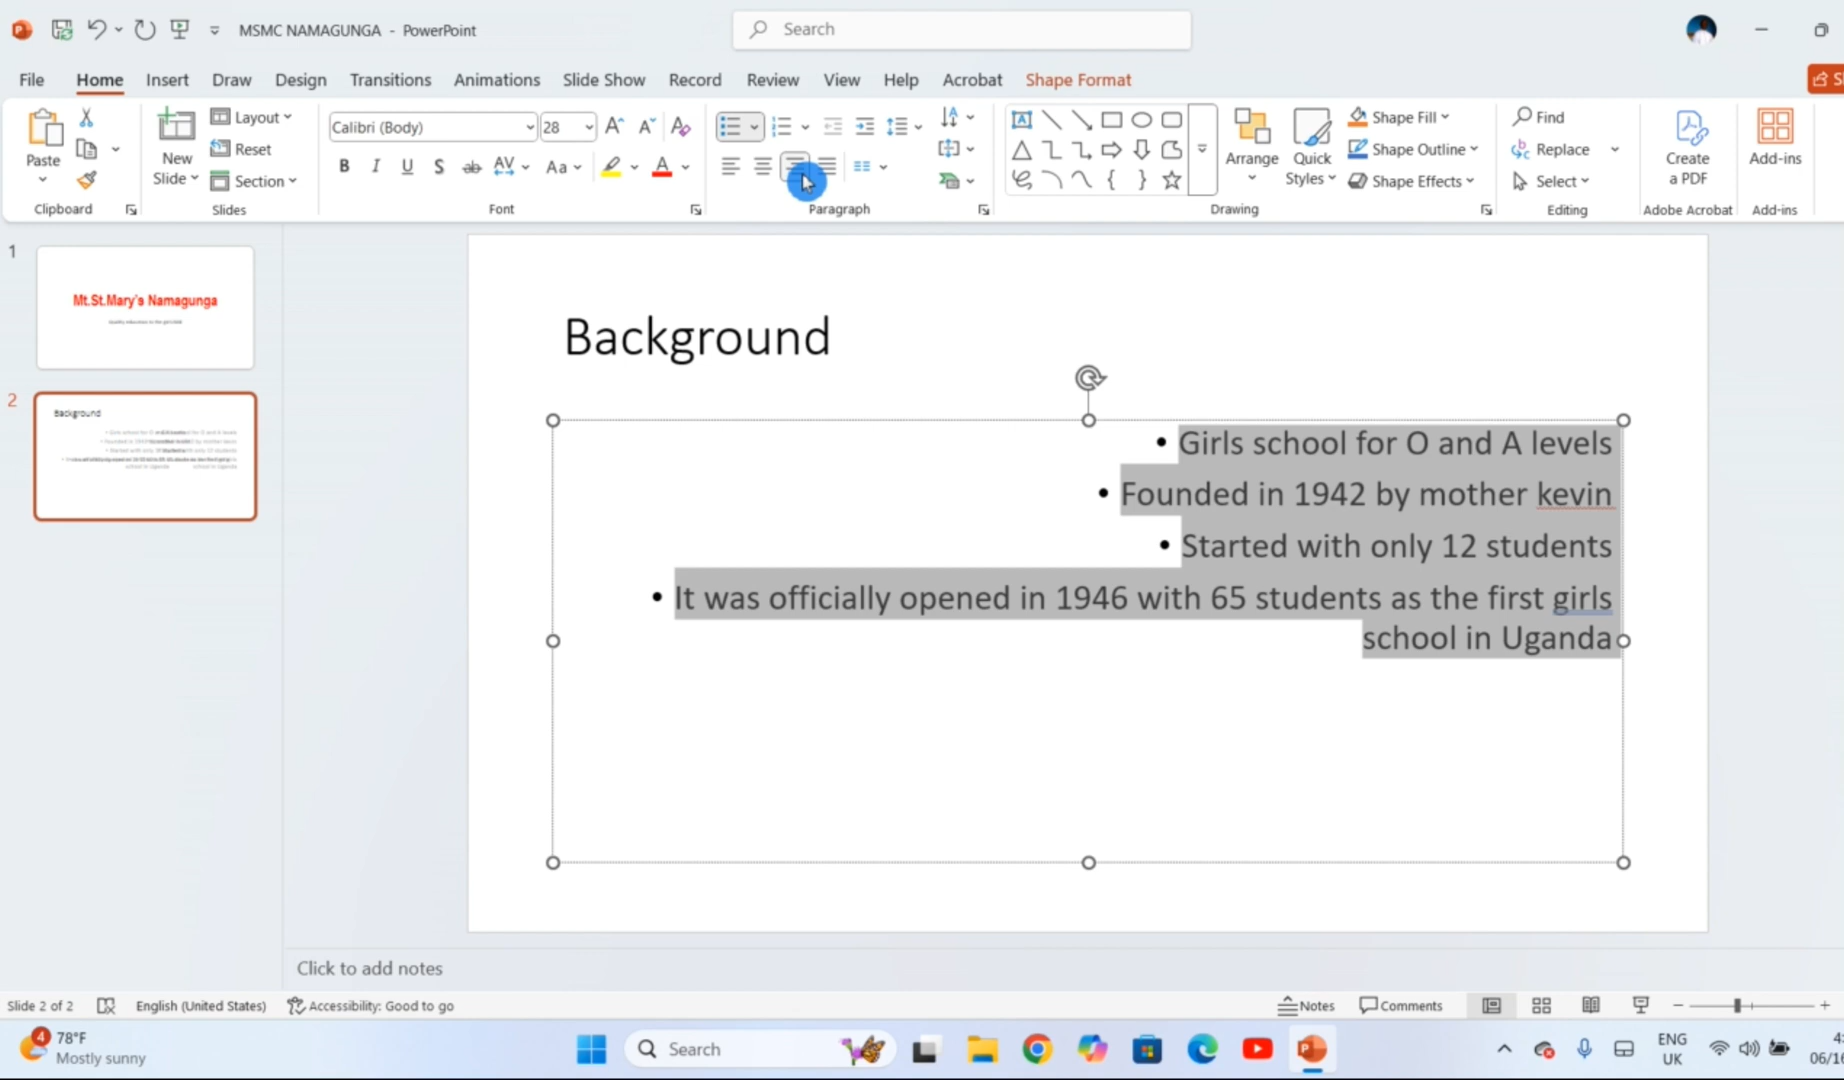 MSMC NAMAGUNGA - PowerPoint
Search
File Home Insert Draw Design Transitions Animations Slide Show Record Review View Help Acrobat Shape Format
Paste
Clipboard
New
Slide
Layout
Reset
Section
Slides
Calibri (Body)
28
Font
Paragraph
Arrange
Quick
Styles
Shape Fill
Shape Outline
Shape Effects
Drawing
Find
Replace
Select
Editing
Create
a PDF
Adobe Acrobat
Add-ins
Add-ins
1
Mt.St.Mary's Namagunga
2
Background
Background
• Girls school for O and A levels
• Founded in 1942 by mother kevin
• Started with only 12 students
• It was officially opened in 1946 with 65 students as the first girls
school in Uganda
Click to add notes
Slide 2 of 2
English (United States)
Accessibility: Good to go
Notes
Comments
4
78°F
Mostly sunny
Search
ENG
UK